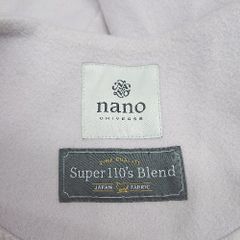 nano
UNIVERSE
FINE QUALITY
Super 110's Blend
JAPAN FABRIC